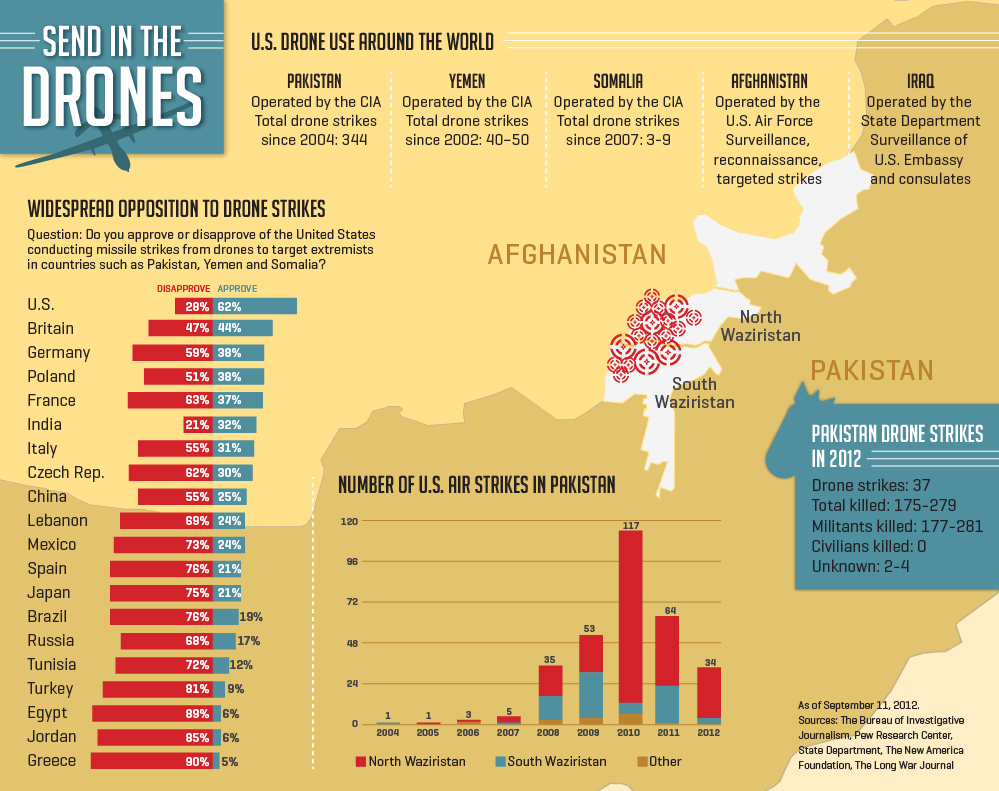 SEND IN THE
DRONES
U.S. DRONE USE AROUND THE WORLD
PAKISTAN
Operated by the CIA
Total drone strikes
since 2004: 344
YEMEN
Operated by the CIA
Total drone strikes
since 2002: 40–50
SOMALIA
Operated by the CIA
Total drone strikes
since 2007: 3-9
AFGHANISTAN
Operated by the
U.S. Air Force
Surveillance,
reconnaissance,
targeted strikes
IRAQ
Operated by the
State Department
Surveillance of
U.S. Embassy
and consulates
WIDESPREAD OPPOSITION TO DRONE STRIKES
Question: Do you approve or disapprove of the United States
conducting missile strikes from drones to target extremists
in countries such as Pakistan, Yemen and Somalia?
DISAPPROVE APPROVE
U.S. 28% 62%
Britain 47% 44%
Germany 59% 38%
Poland 51% 38%
France 63% 37%
India 21% 32%
Italy 55% 31%
Czech Rep. 62% 30%
China 55% 25%
Lebanon 69% 24%
Mexico 73% 24%
Spain 76% 21%
Japan 75% 21%
Brazil 76% 19%
Russia 68% 17%
Tunisia 72% 12%
Turkey 81% 9%
Egypt 89% 6%
Jordan 85% 6%
Greece 90% 5%
AFGHANISTAN
North
Waziristan
South
Waziristan
PAKISTAN
PAKISTAN DRONE STRIKES
IN 2012
Drone strikes: 37
Total killed: 175-279
Militants killed: 177-281
Civilians killed: 0
Unknown: 2-4
NUMBER OF U.S. AIR STRIKES IN PAKISTAN
120
96
72
48
24
0
1
1
3
5
35
53
117
64
34
2004 2005 2006 2007 2008 2009 2010 2011 2012
North Waziristan South Waziristan Other
As of September 11, 2012.
Sources: The Bureau of Investigative
Journalism, Pew Research Center,
State Department, The New America
Foundation, The Long War Journal